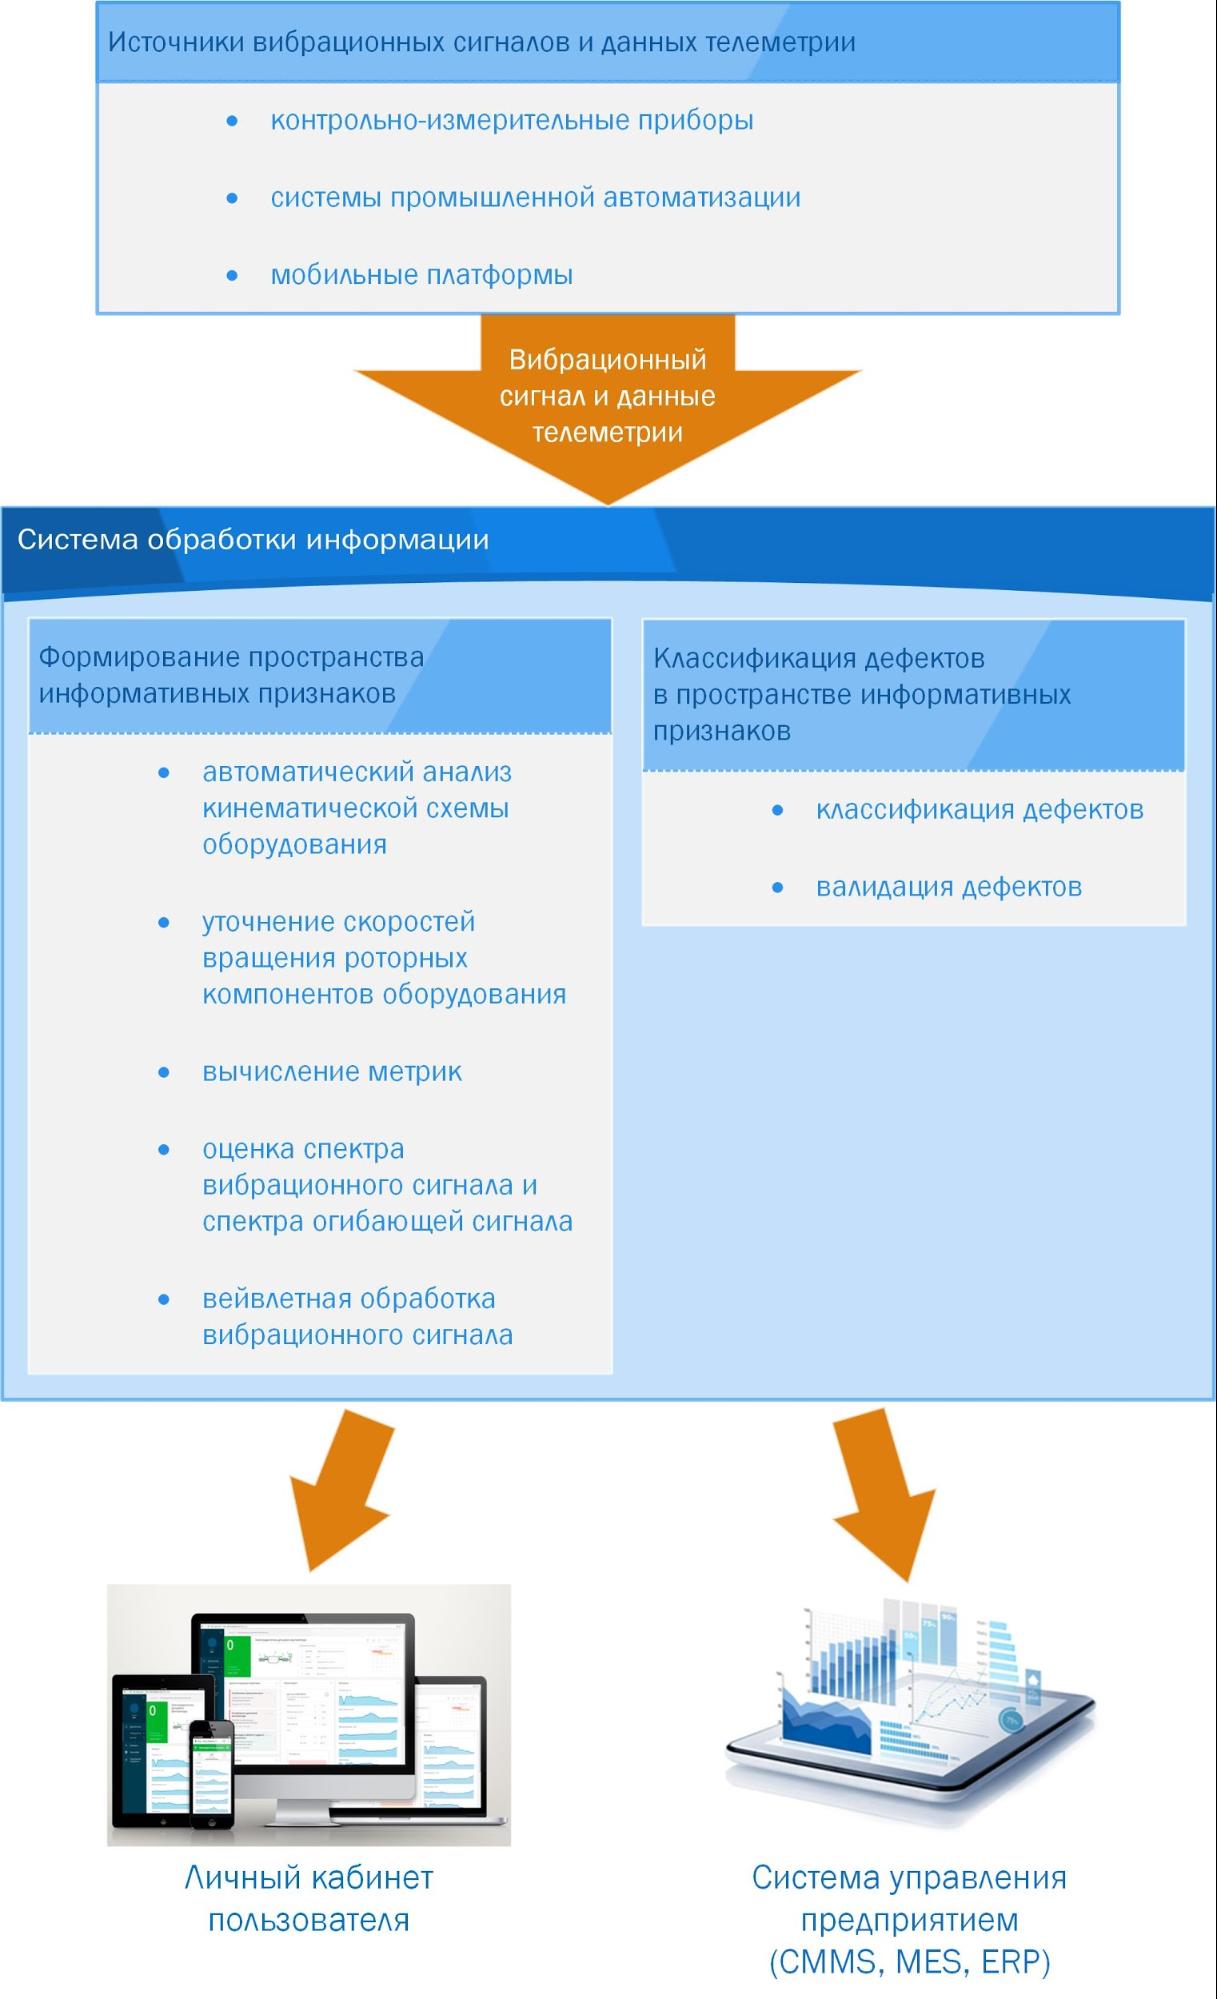 Источники вибрационных сигналов и данных телеметрии
• контрольно-измерительные приборы
• системы промышленной автоматизации
• мобильные платформы
Вибрационный
сигнал и данные
телеметрии
Система обработки информации
Формирование пространства
информативных признаков
• автоматический анализ
кинематической схемы
оборудования
• уточнение скоростей
вращения роторных
компонентов оборудования
• вычисление метрик
• оценка спектра
вибрационного сигнала и
спектра огибающей сигнала
• вейвлетная обработка
вибрационного сигнала
Классификация дефектов
в пространстве информативных
признаков
• классификация дефектов
• валидация дефектов
Личный кабинет
пользователя
Система управления
предприятием
(CMMS, MES, ERP)